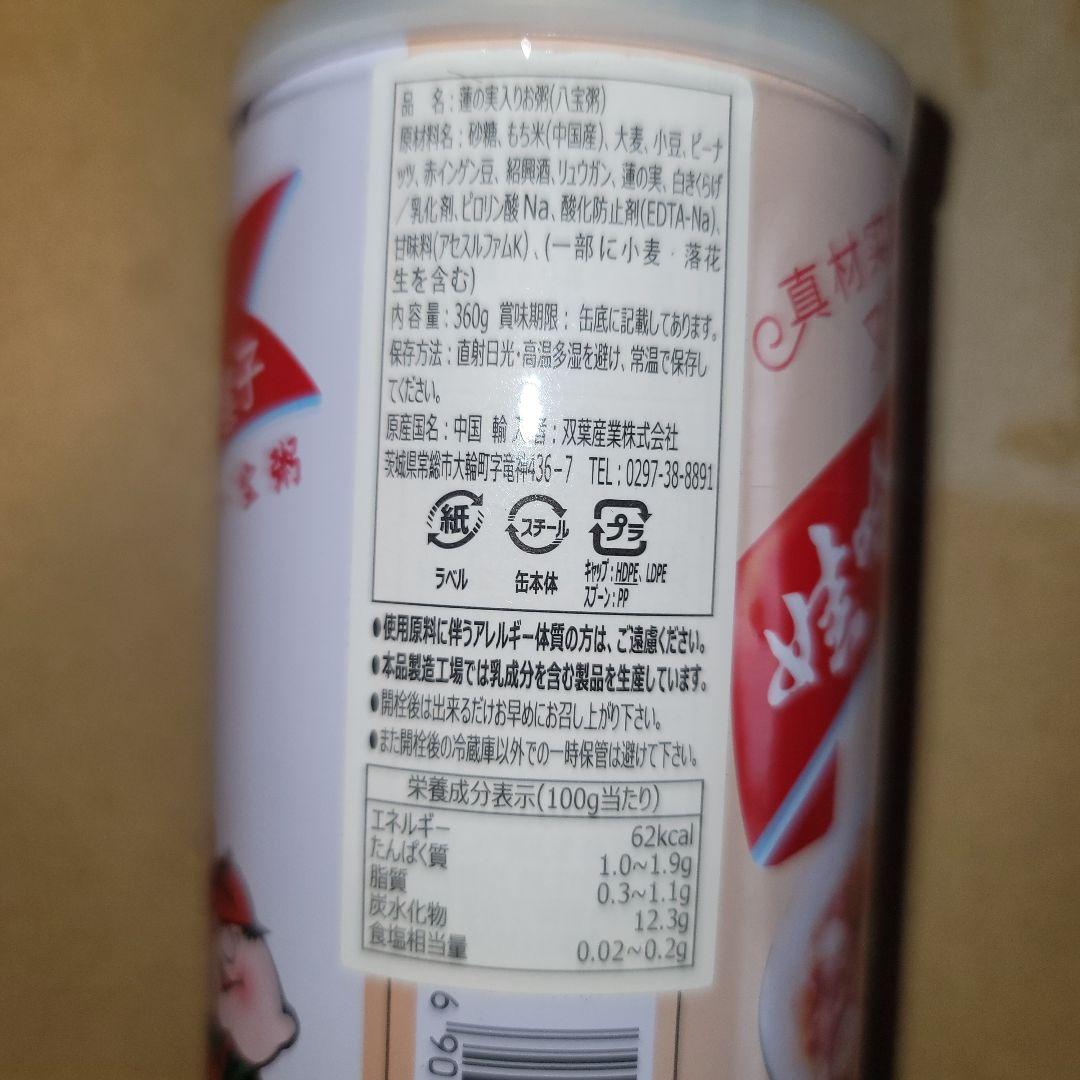 品 名：蓮の実入りお粥(八宝粥)
原材料名：砂糖、もち米(中国産)、大麦、小豆、ピーナ
ッツ、赤インゲン豆、紹興酒、リュウガン、蓮の実、白きくらげ
／乳化剤、ピロリン酸Na、酸化防止剤(EDTA-Na)、
甘味料(アセスルファムK)、(一部に小麦・落花
生を含む)
内容量：360g 賞味期限：缶底に記載してあります。
保存方法：直射日光・高温多湿を避け、常温で保存し
てください。
原産国名：中国 輸入者：双葉産業株式会社
茨城県常総市大輪町字竜神436-7 TEL：0297-38-8891
紙 スチール プラ
ラベル 缶本体 キャップ：HDPE、LDPE
スプーン：PP
●使用原料に伴うアレルギー体質の方は、ご遠慮ください。
●本品製造工場では乳成分を含む製品を生産しています。
●開栓後は出来るだけお早めにお召し上がり下さい。
●また開栓後の冷蔵庫以外での一時保管は避けて下さい。
栄養成分表示(100g当たり)
エネルギー 62kcal
たんぱく質 1.0~1.9g
脂質 0.3~1.1g
炭水化物 12.3g
食塩相当量 0.02~0.2g
真材
宝粥
06 9